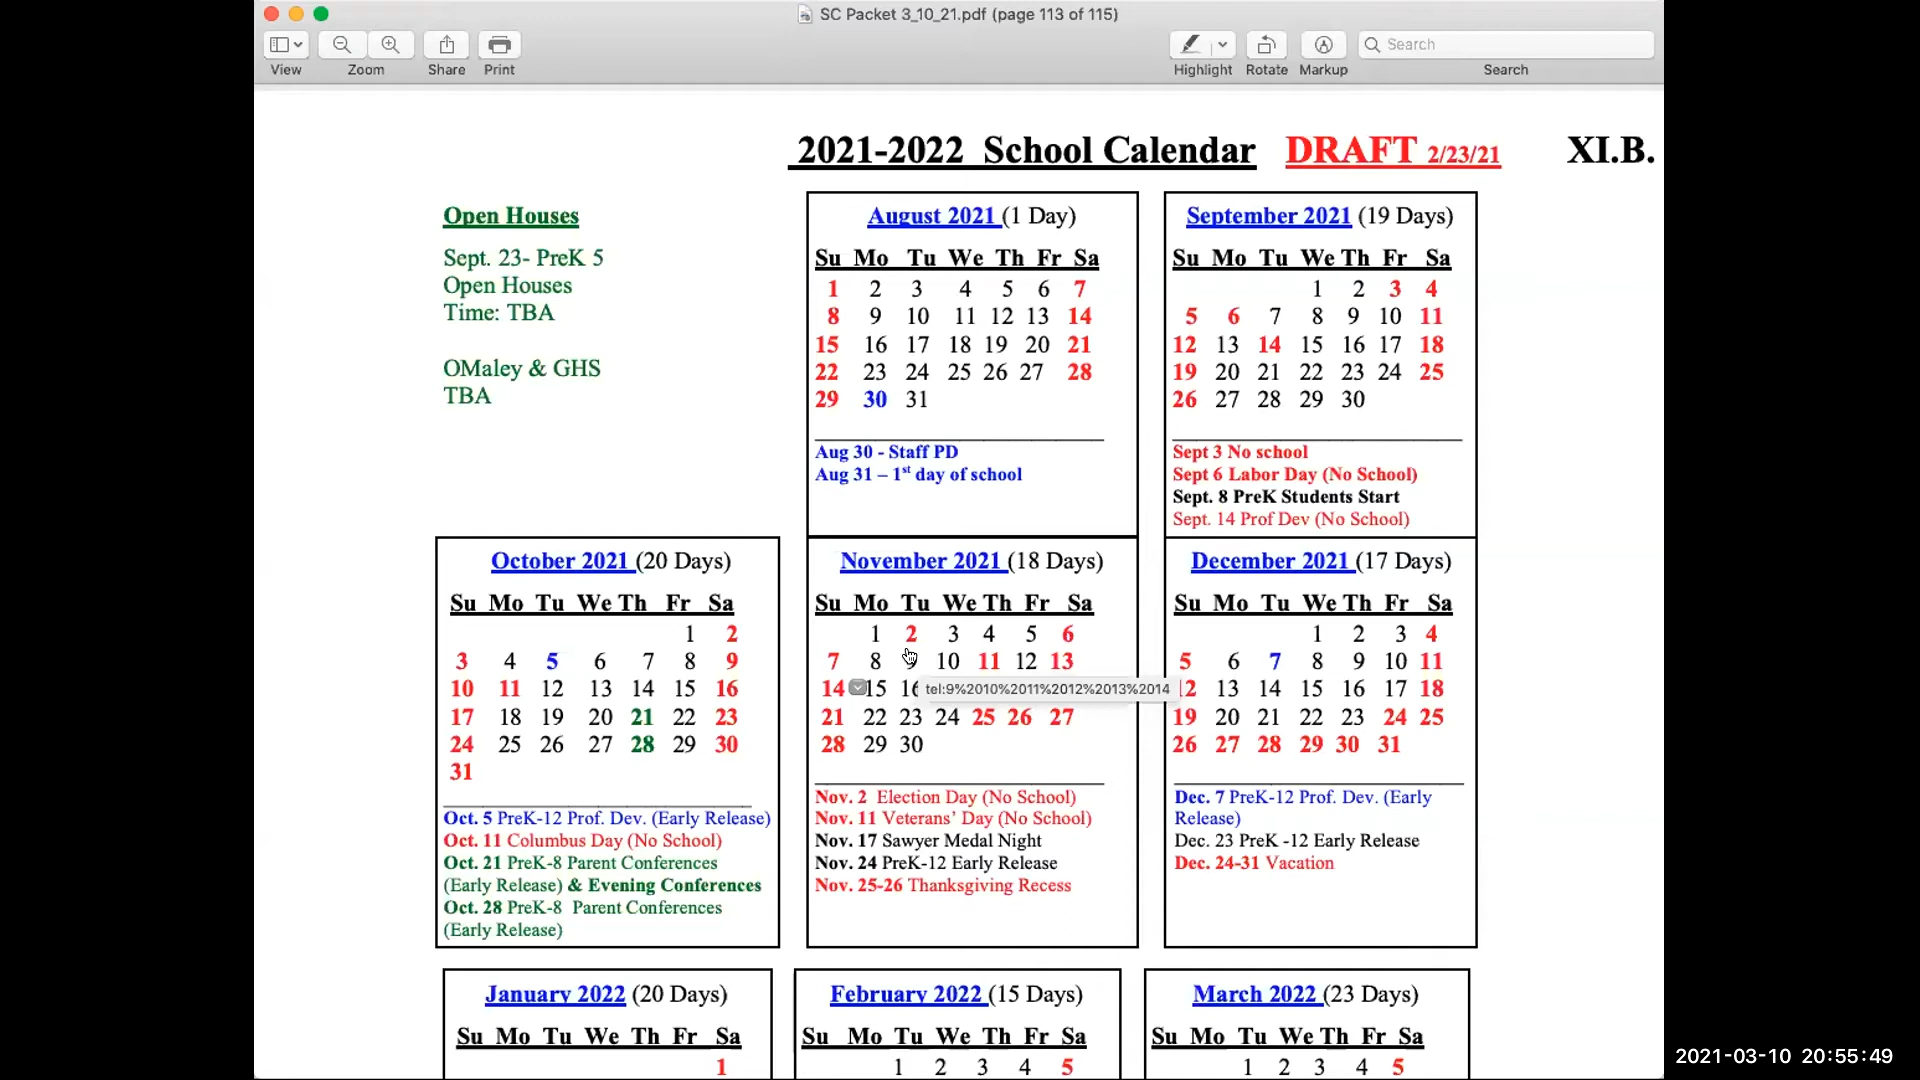 SC Packet 3_10_21.pdf (page 113 of 115)
View Zoom Share Print Highlight Rotate Markup Search
Search
2021-2022 School Calendar DRAFT 2/23/21 XI.B.
Open Houses
Sept. 23- PreK 5
Open Houses
Time: TBA
OMaley & GHS
TBA
August 2021 (1 Day)
Su Mo Tu We Th Fr Sa
1 2 3 4 5 6 7
8 9 10 11 12 13 14
15 16 17 18 19 20 21
22 23 24 25 26 27 28
29 30 31
Aug 30 - Staff PD
Aug 31 – 1st day of school
September 2021 (19 Days)
Su Mo Tu We Th Fr Sa
1 2 3 4
5 6 7 8 9 10 11
12 13 14 15 16 17 18
19 20 21 22 23 24 25
26 27 28 29 30
Sept 3 No school
Sept 6 Labor Day (No School)
Sept. 8 PreK Students Start
Sept. 14 Prof Dev (No School)
October 2021 (20 Days)
Su Mo Tu We Th Fr Sa
1 2
3 4 5 6 7 8 9
10 11 12 13 14 15 16
17 18 19 20 21 22 23
24 25 26 27 28 29 30
31
Oct. 5 PreK-12 Prof. Dev. (Early Release)
Oct. 11 Columbus Day (No School)
Oct. 21 PreK-8 Parent Conferences
(Early Release) & Evening Conferences
Oct. 28 PreK-8 Parent Conferences
(Early Release)
November 2021 (18 Days)
Su Mo Tu We Th Fr Sa
1 2 3 4 5 6
7 8 9 10 11 12 13
14 15 16
tel:9%2010%2011%2012%2013%2014
21 22 23 24 25 26 27
28 29 30
Nov. 2 Election Day (No School)
Nov. 11 Veterans’ Day (No School)
Nov. 17 Sawyer Medal Night
Nov. 24 PreK-12 Early Release
Nov. 25-26 Thanksgiving Recess
December 2021 (17 Days)
Su Mo Tu We Th Fr Sa
1 2 3 4
5 6 7 8 9 10 11
12 13 14 15 16 17 18
19 20 21 22 23 24 25
26 27 28 29 30 31
Dec. 7 PreK-12 Prof. Dev. (Early
Release)
Dec. 23 PreK -12 Early Release
Dec. 24-31 Vacation
January 2022 (20 Days)
Su Mo Tu We Th Fr Sa
1
February 2022 (15 Days)
Su Mo Tu We Th Fr Sa
1 2 3 4 5
March 2022 (23 Days)
Su Mo Tu We Th Fr Sa
1 2 3 4 5
2021-03-10 20:55:49